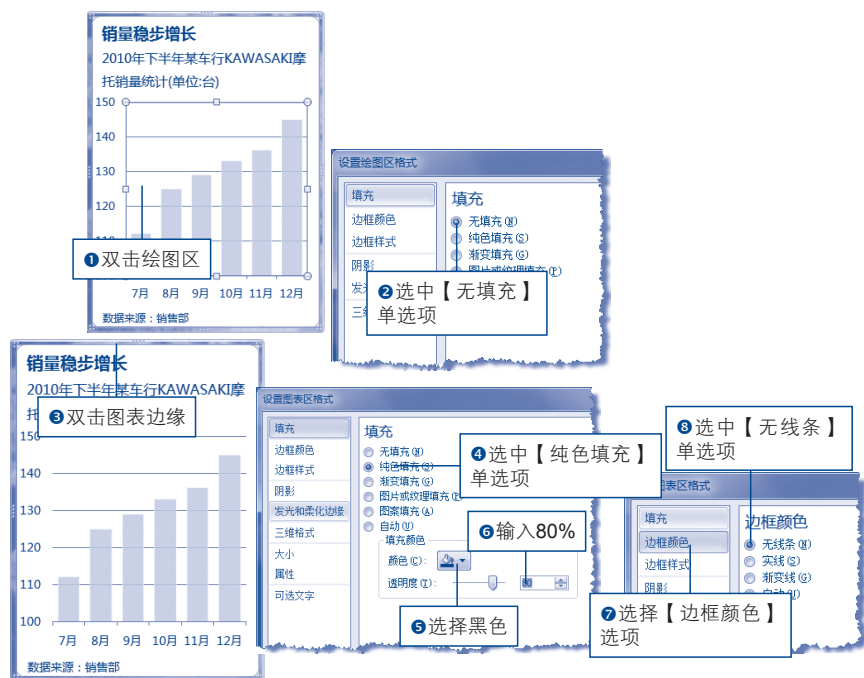 销量稳步增长
2010年下半年某车行KAWASAKI摩
托销量统计(单位:台)
150
140
130
120
7月 8月 9月 10月 11月 12月
数据来源：销售部
❶双击绘图区
设置绘图区格式
填充
边框颜色
边框样式
阴影
填充
无填充(N)
纯色填充(S)
渐变填充(G)
图片或纹理填充(P)
❷选中【无填充】
单选项
销量稳步增长
2010年下半年某车行KAWASAKI摩
托
❸双击图表边缘
150
140
130
120
110
100
7月 8月 9月 10月 11月 12月
数据来源：销售部
设置图表区格式
填充
边框颜色
边框样式
阴影
发光和柔化边缘
三维格式
大小
属性
可选文字
填充
无填充(N)
纯色填充(S)
渐变填充(G)
图片或纹理填充(P)
图案填充(A)
自动(U)
填充颜色
颜色(C):
透明度(T):
80
❹选中【纯色填充】
单选项
❺选择黑色
❻输入80%
图表区格式
填充
边框颜色
边框样式
阴影
边框颜色
无线条(N)
实线(S)
渐变线(G)
自动(U)
❼选择【边框颜色】
选项
❽选中【无线条】
单选项